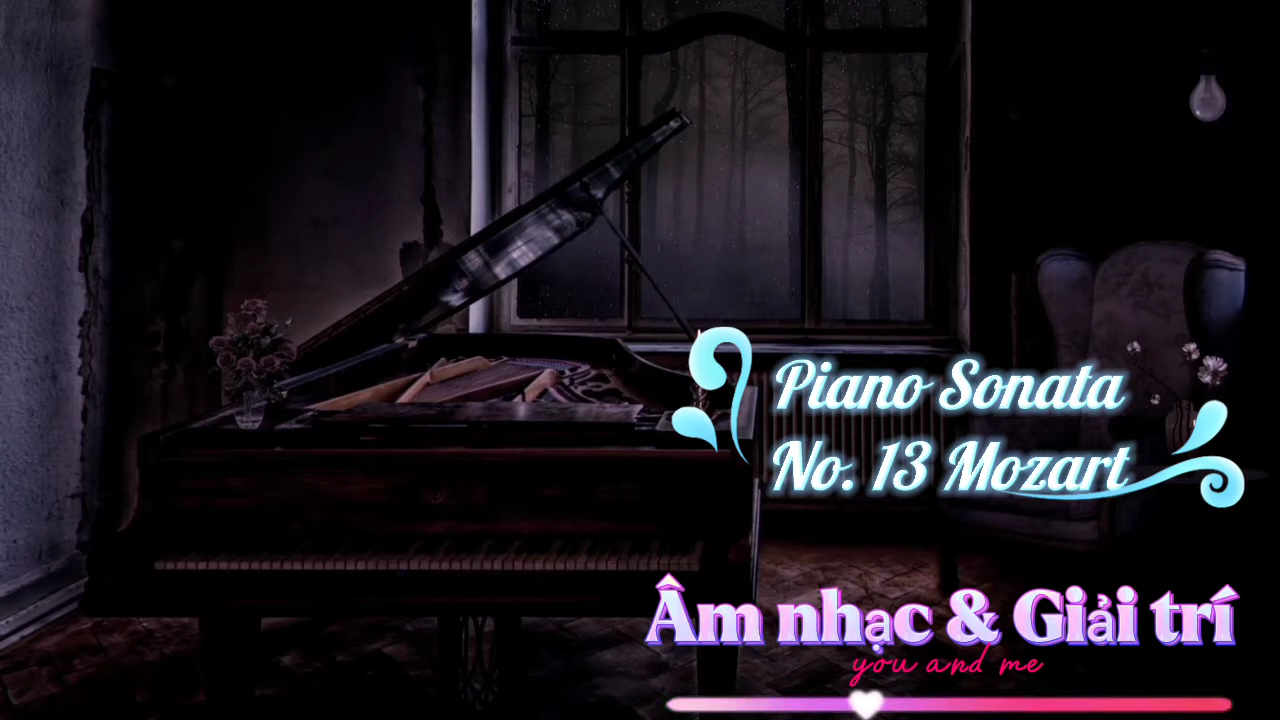 Piano Sonata
No. 13 Mozart
Âm nhạc & Giải trí
you and me